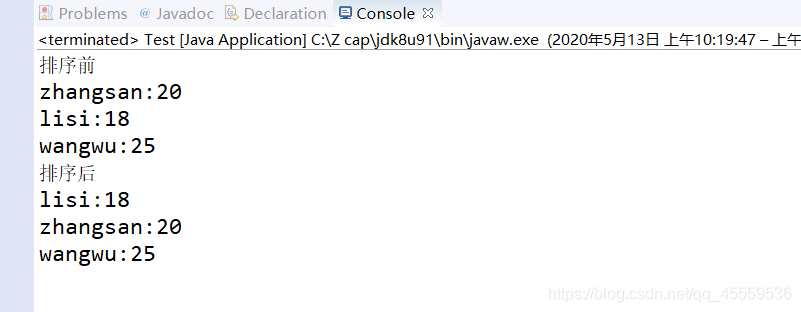 Problems @ Javadoc Declaration Console
<terminated> Test [Java Application] C:\Z cap\jdk8u91\bin\javaw.exe (2020年5月13日 上午10:19:47 – 上午
排序前
zhangsan:20
lisi:18
wangwu:25
排序后
lisi:18
zhangsan:20
wangwu:25
https://blog.csdn.net/qq_45559536